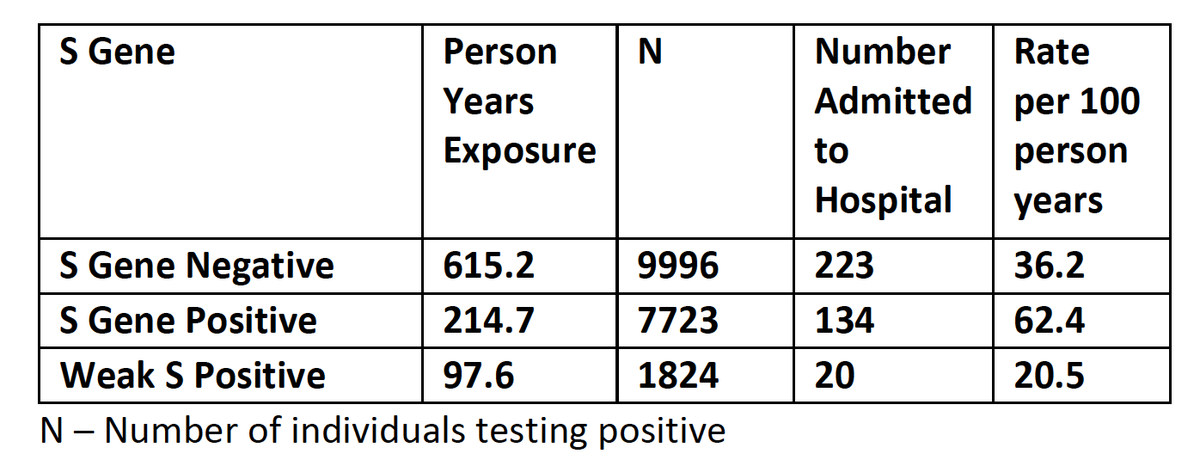 S Gene Person Years Exposure N Number Admitted to Hospital Rate per 100 person years
S Gene Negative 615.2 9996 223 36.2
S Gene Positive 214.7 7723 134 62.4
Weak S Positive 97.6 1824 20 20.5
N – Number of individuals testing positive